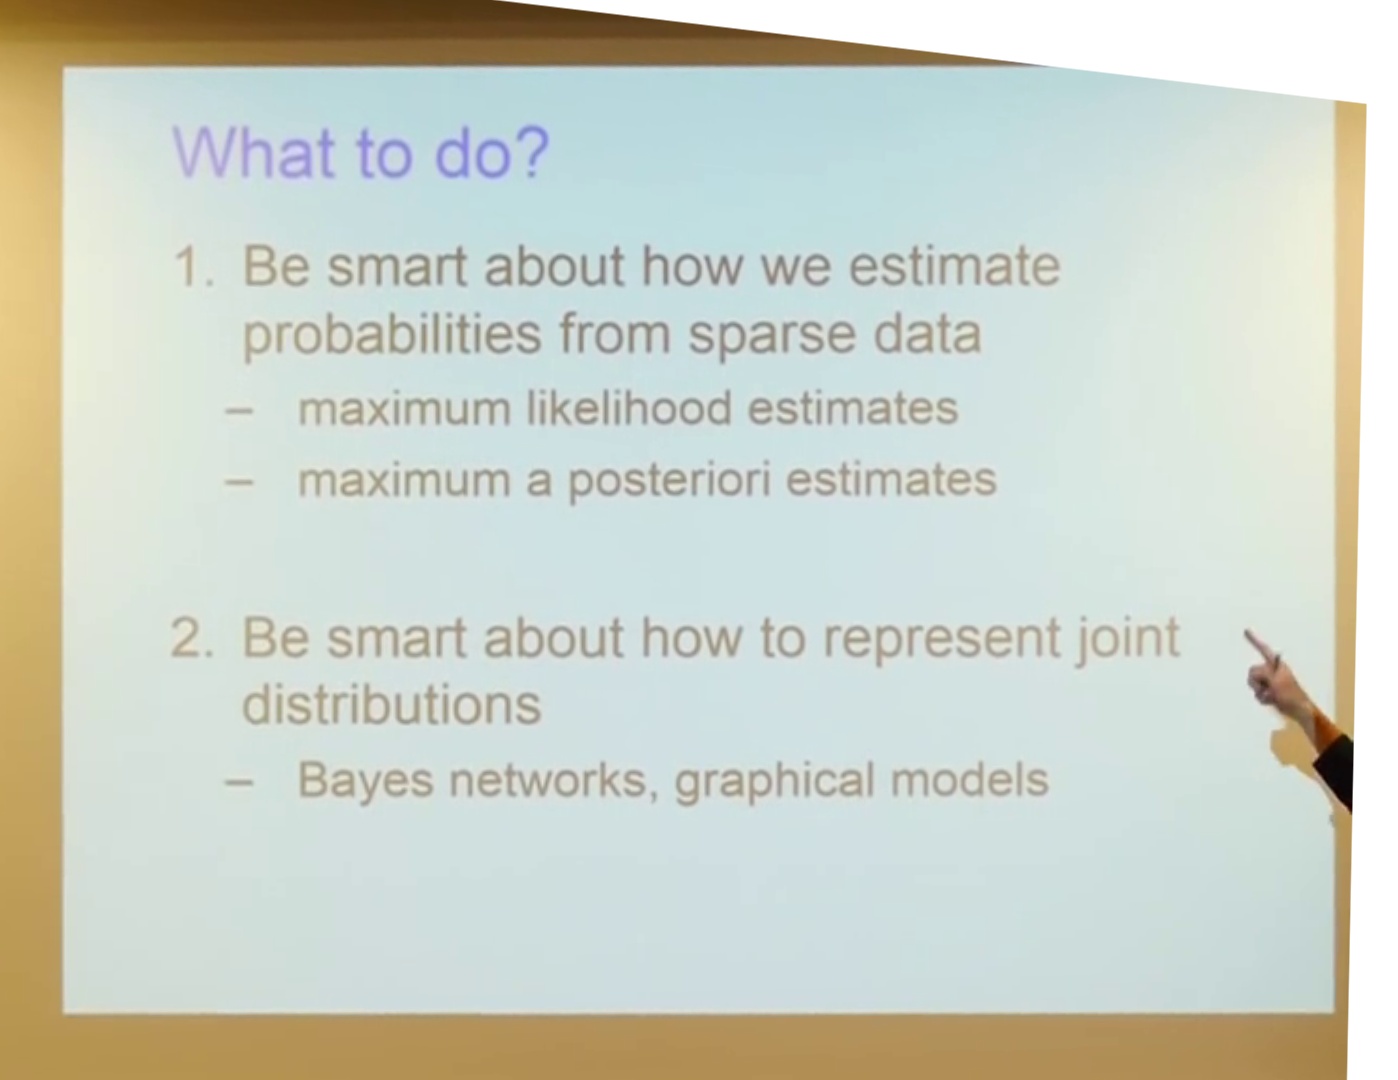 What to do?
1. Be smart about how we estimate
probabilities from sparse data
– maximum likelihood estimates
– maximum a posteriori estimates
2. Be smart about how to represent joint
distributions
– Bayes networks, graphical models